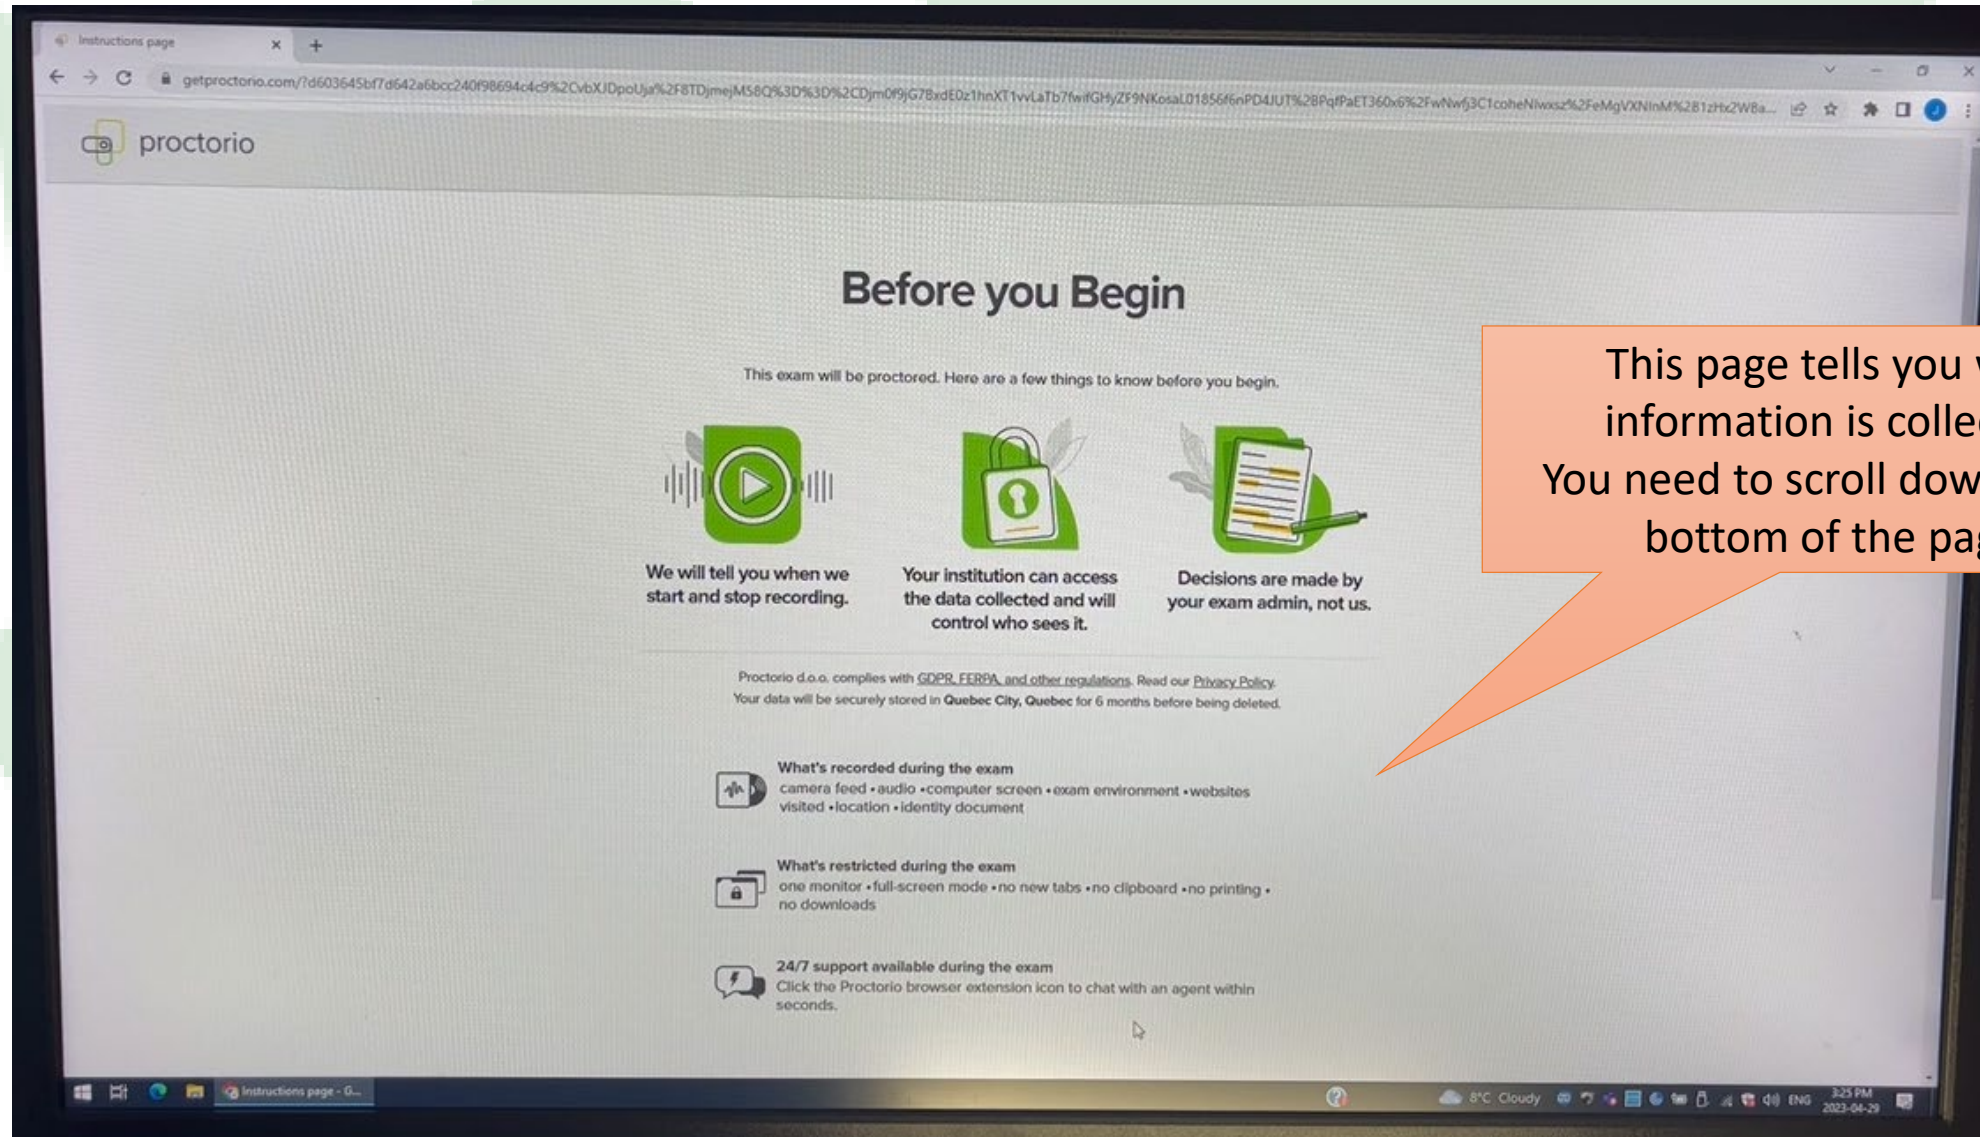 Instructions page
proctorio
Before you Begin
This exam will be proctored. Here are a few things to know before you begin.
We will tell you when we
start and stop recording.
Your institution can access
the data collected and will
control who sees it.
Decisions are made by
your exam admin, not us.
Proctorio d.o.o. complies with GDPR, FERPA, and other regulations. Read our Privacy Policy.
Your data will be securely stored in Quebec City, Quebec for 6 months before being deleted.
What's recorded during the exam
camera feed • audio • computer screen • exam environment • websites
visited • location • identity document
What's restricted during the exam
one monitor • full-screen mode • no new tabs • no clipboard • no printing •
no downloads
24/7 support available during the exam
Click the Proctorio browser extension icon to chat with an agent within
seconds.
This page tells you
information is
You need to scroll
bottom of the
Instructions page - G...
8°C Cloudy
ENG
3:25 PM
2023-04-29